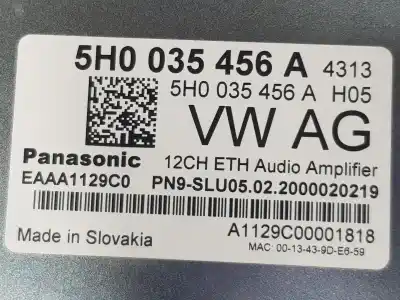 5H0 035 456 A 4313
5H0 035 456 A H05
VW AG
Panasonic 12CH ETH Audio Amplifier
EAAA1129C0 PN9-SLU05.02.2000020219
Made in Slovakia A1129C00001818
MAC: 00-13-43-9D-E6-59